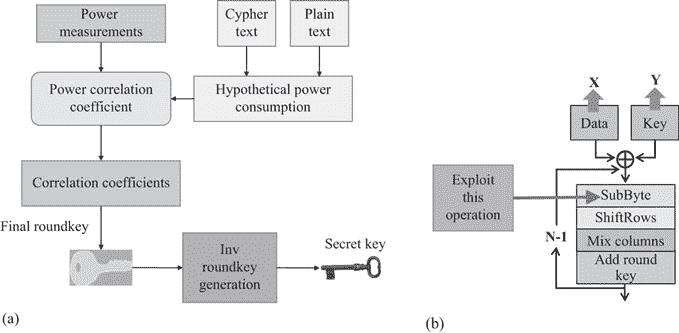 Power
measurements
Cypher
text
Plain
text
Power correlation
coefficient
Hypothetical power
consumption
Correlation coefficients
Final roundkey
Inv
roundkey
generation
Secret key
(a)
X
Y
Data
Key
Exploit
this
operation
SubByte
ShiftRows
Mix columns
Add round
key
N-1
(b)